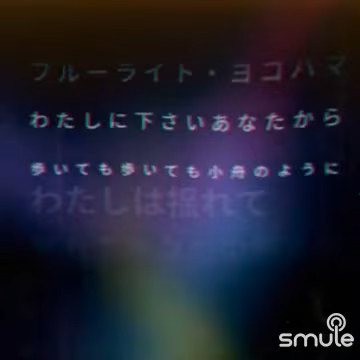 ブルーライト・ヨコハマ
わたしに下さいあなたから
歩いても歩いても小舟のように
わたしは揺れて
smule